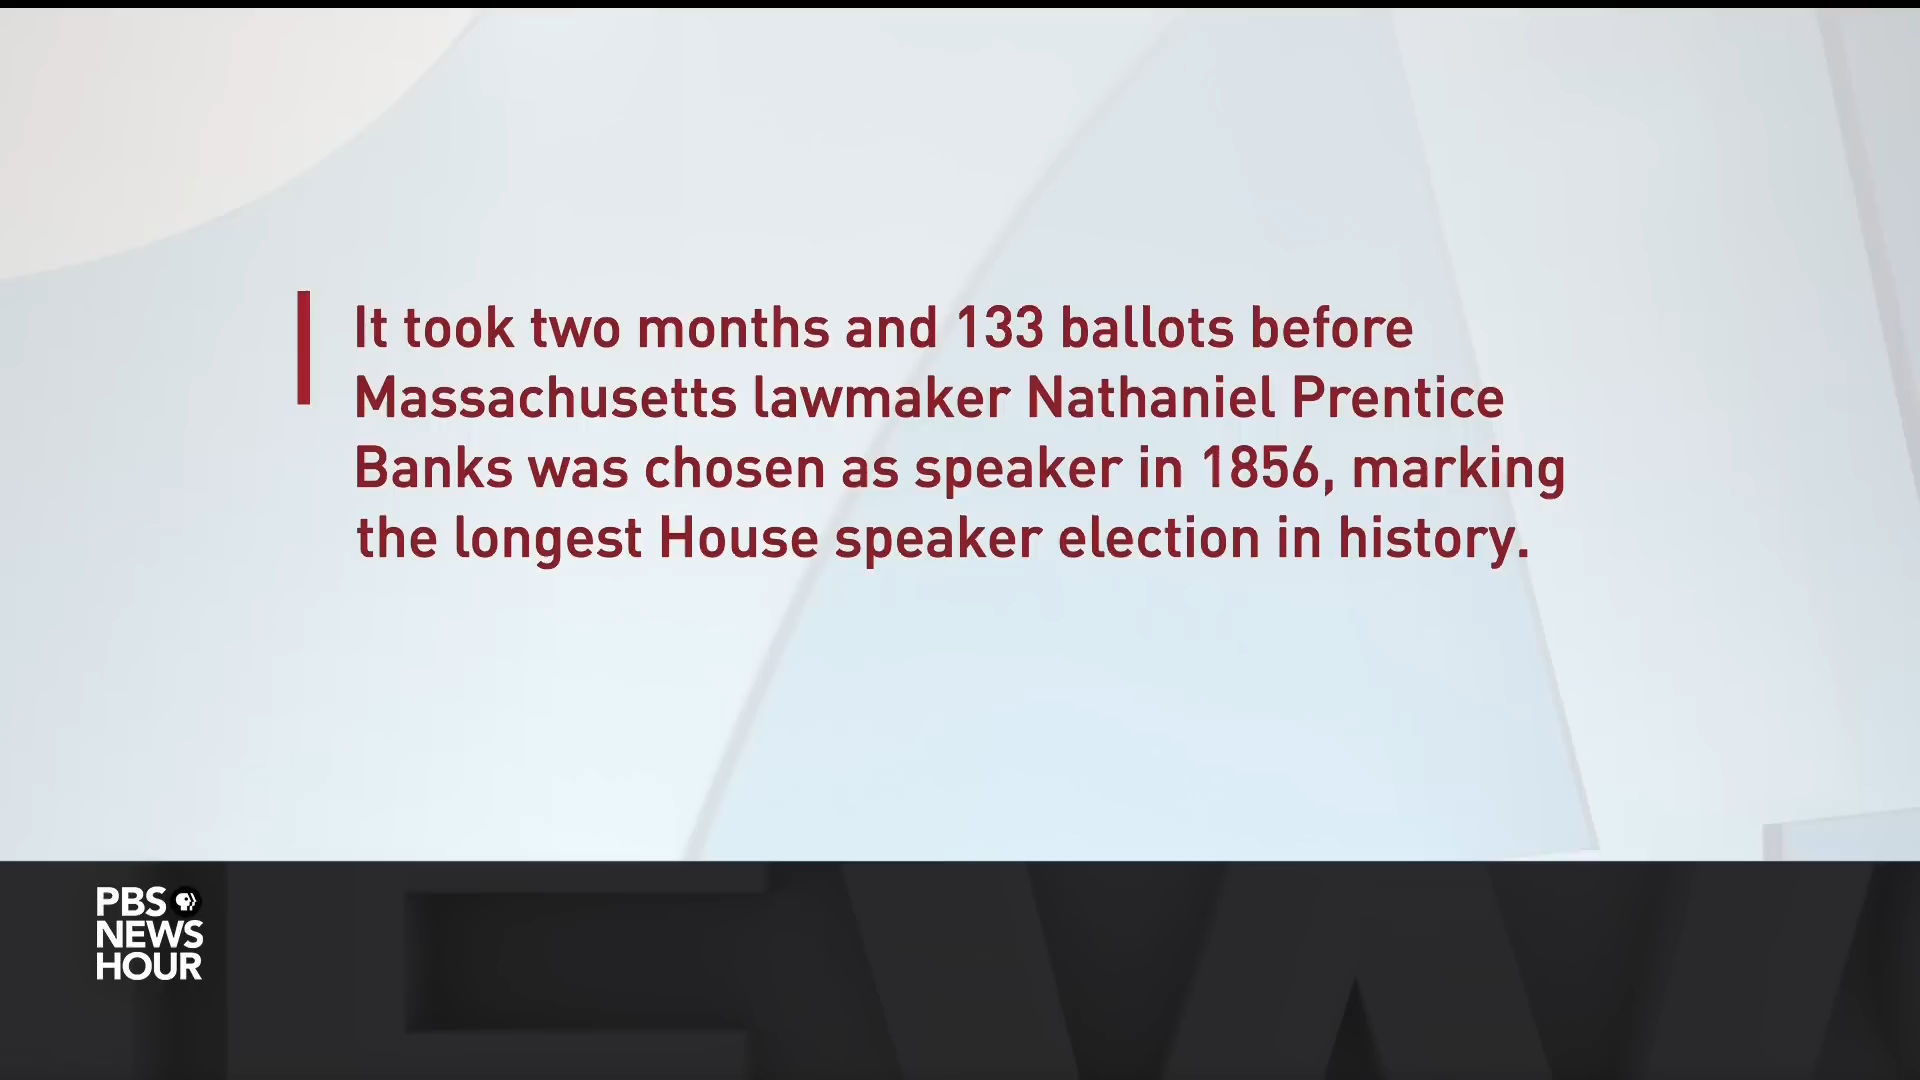 It took two months and 133 ballots before
Massachusetts lawmaker Nathaniel Prentice
Banks was chosen as speaker in 1856, marking
the longest House speaker election in history.
PBS
NEWS
HOUR